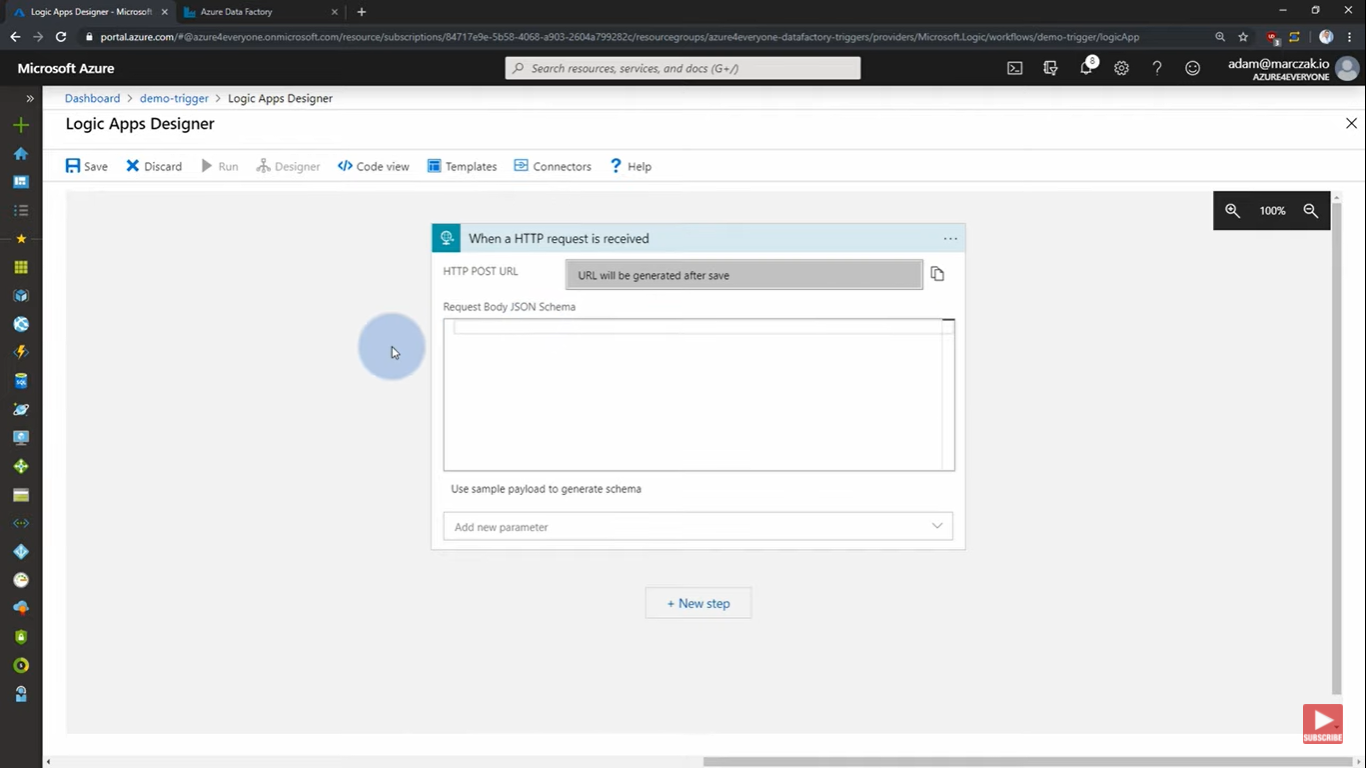 Logic Apps Designer - Microsoft
Azure Data Factory
portal.azure.com/#@azure4everyone.onmicrosoft.com/resource/subscriptions/84717e9e-5b58-4068-a903-2604a799282c/resourcegroups/azure4everyone-datafactory-triggers/providers/Microsoft.Logic/workflows/demo-trigger/logicApp
Microsoft Azure
Search resources, services, and docs (G+/)
8
adam@marczak.io
AZURE4EVERYONE
Dashboard > demo-trigger > Logic Apps Designer
Logic Apps Designer
Save Discard Run Designer Code view Templates Connectors Help
100%
When a HTTP request is received
HTTP POST URL
URL will be generated after save
Request Body JSON Schema
Use sample payload to generate schema
Add new parameter
+ New step
SQL
SUBSCRIBE